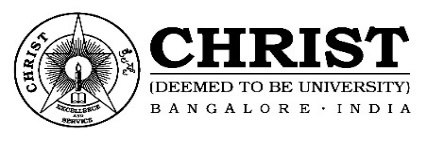 CHRIST
EXCELLENCE
AND
SERVICE
CHRIST
(DEEMED TO BE UNIVERSITY)
BANGALORE · INDIA